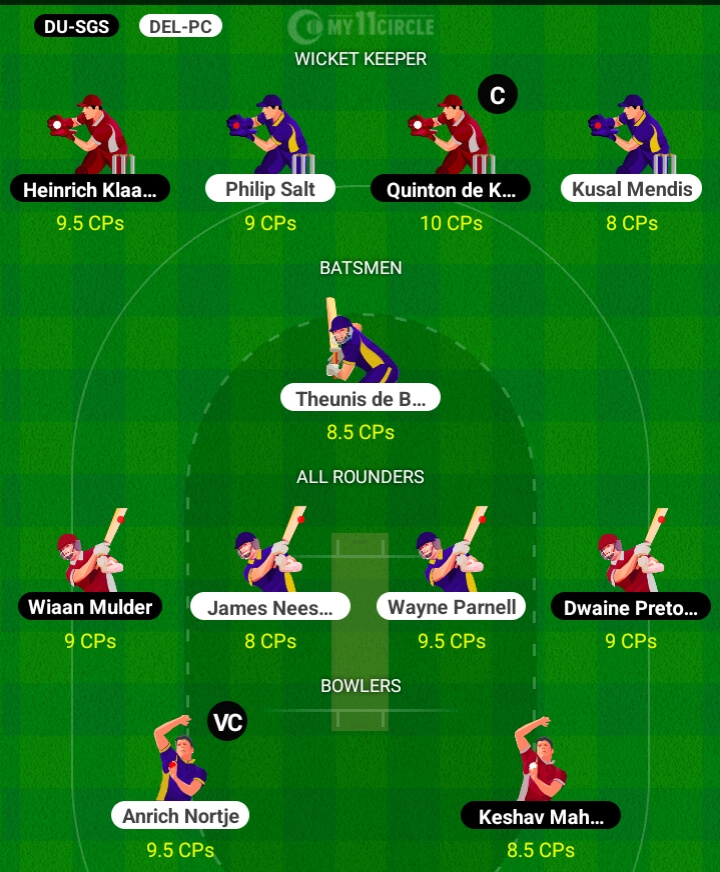 DU-SGS DEL-PC MY11CIRCLE
WICKET KEEPER
C
Heinrich Klaa... Philip Salt Quinton de K... Kusal Mendis
9.5 CPs 9 CPs 10 CPs 8 CPs
BATSMEN
Theunis de B...
8.5 CPs
ALL ROUNDERS
Wiaan Mulder James Nees... Wayne Parnell Dwaine Preto...
9 CPs 8 CPs 9.5 CPs 9 CPs
BOWLERS
VC
Anrich Nortje Keshav Mah...
9.5 CPs 8.5 CPs